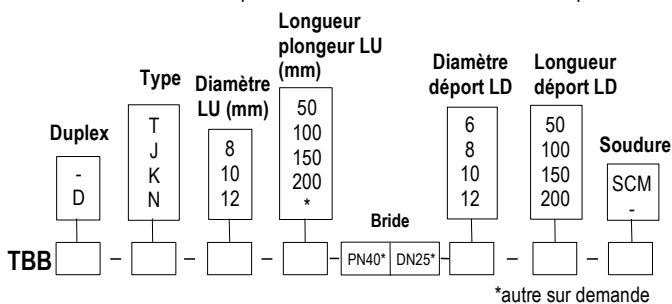 Longueur
plongeur LU
(mm)
Diamètre
déport LD
Longueur
déport LD
Type
Diamètre
LU (mm)
Duplex
Soudure
-
D
T
J
K
N
8
10
12
50
100
150
200
*
6
8
10
12
50
100
150
200
SCM
-
Bride
TBB - - - - PN40* DN25* - - -
*autre sur demande